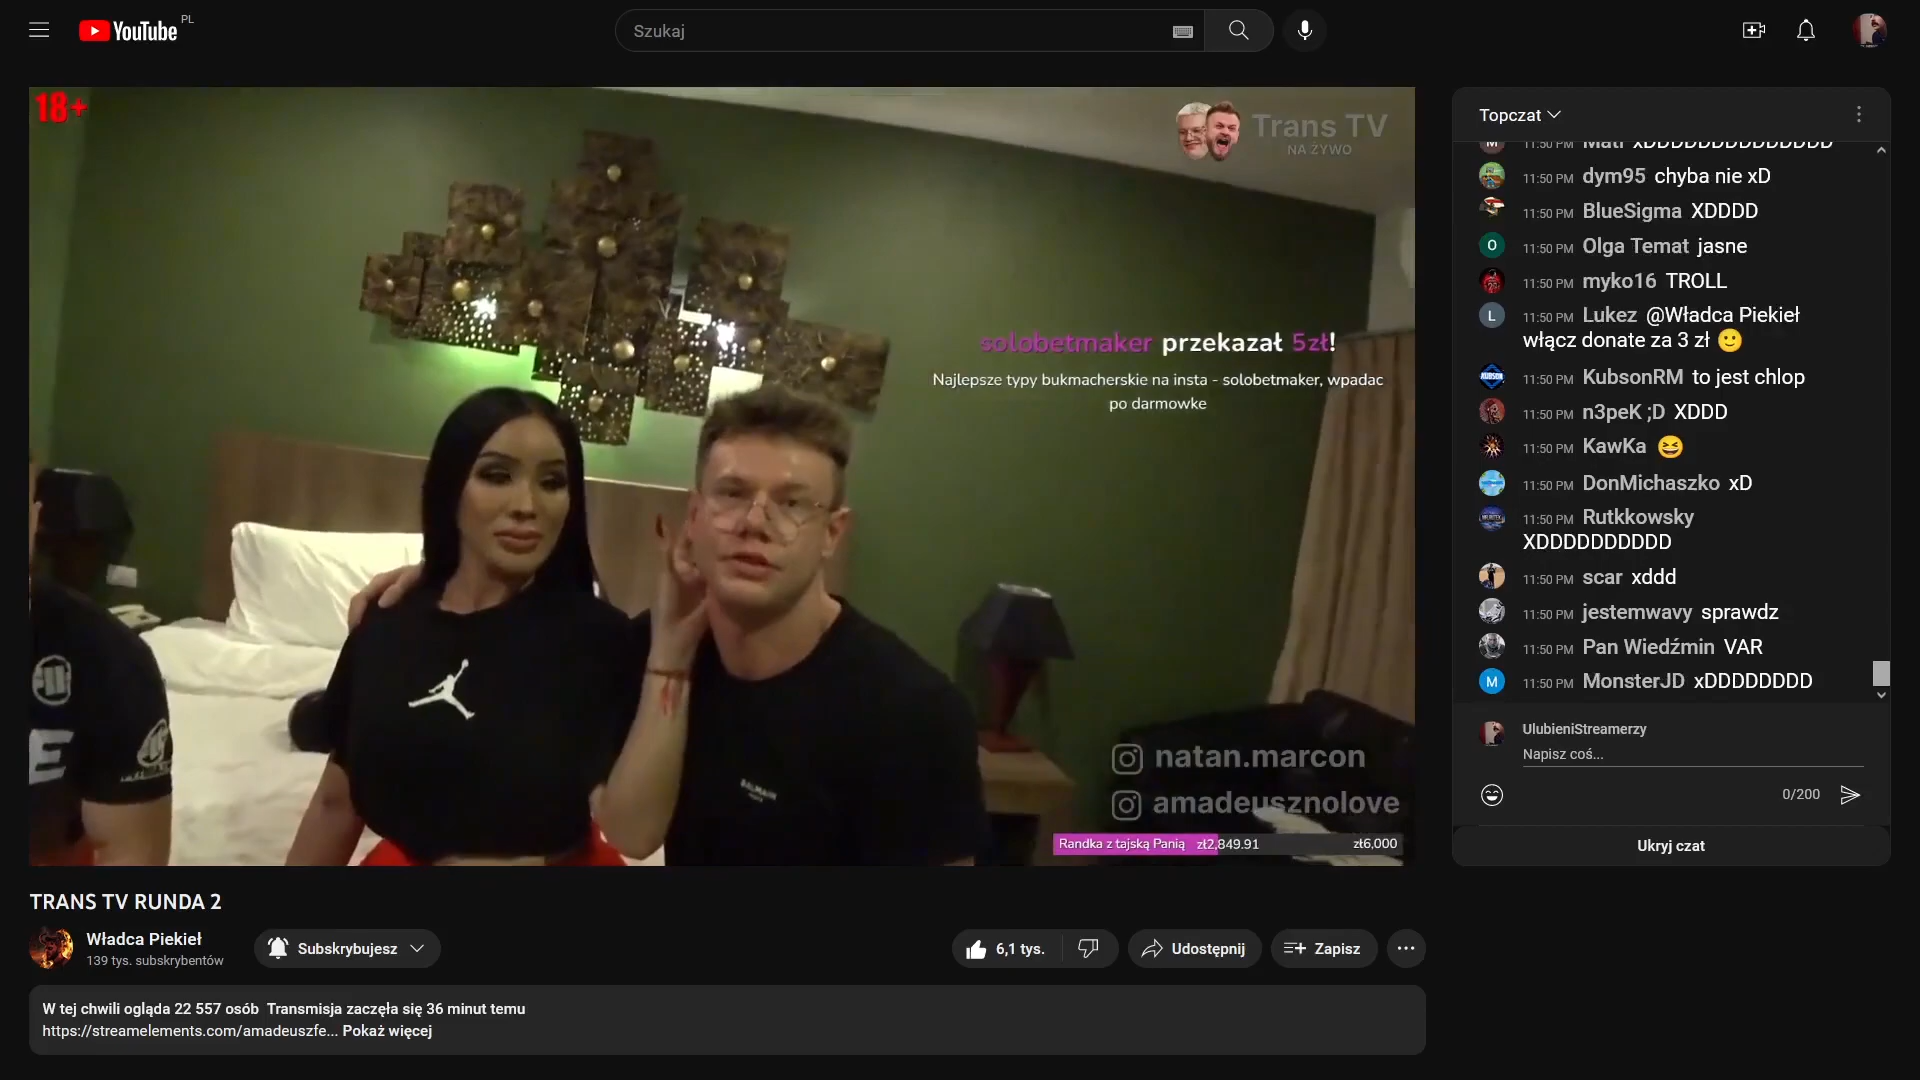 YouTube PL
Szukaj
18+
Trans TV
NA ŻYWO
solobetmaker przekazał 5zł!
Najlepsze typy bukmacherskie na insta - solobetmaker, wpadac
po darmowke
BALMAIN
E
natan.marcon
amadeusznolove
Randka z tajską Panią zł2,849.91 zł6,000
Topczat
11:50 PM Mati XDDDDDDDDDDDDDD
11:50 PM dym95 chyba nie xD
11:50 PM BlueSigma XDDDD
O 11:50 PM Olga Temat jasne
11:50 PM myko16 TROLL
L 11:50 PM Lukez @Władca Piekieł
włącz donate za 3 zł 🙂
11:50 PM KubsonRM to jest chlop
11:50 PM n3peK ;D XDDD
11:50 PM KawKa 😆
11:50 PM DonMichaszko xD
11:50 PM Rutkkowsky
XDDDDDDDDDDD
11:50 PM scar xddd
11:50 PM jestemwavy sprawdz
11:50 PM Pan Wiedźmin VAR
M 11:50 PM MonsterJD xDDDDDDDD
UlubieniStreamerzy
Napisz coś...
0/200
Ukryj czat
TRANS TV RUNDA 2
Władca Piekieł
139 tys. subskrybentów
Subskrybujesz
6,1 tys.
Udostępnij
Zapisz
W tej chwili ogląda 22 557 osób Transmisja zaczęła się 36 minut temu
https://streamelements.com/amadeuszfe... Pokaż więcej